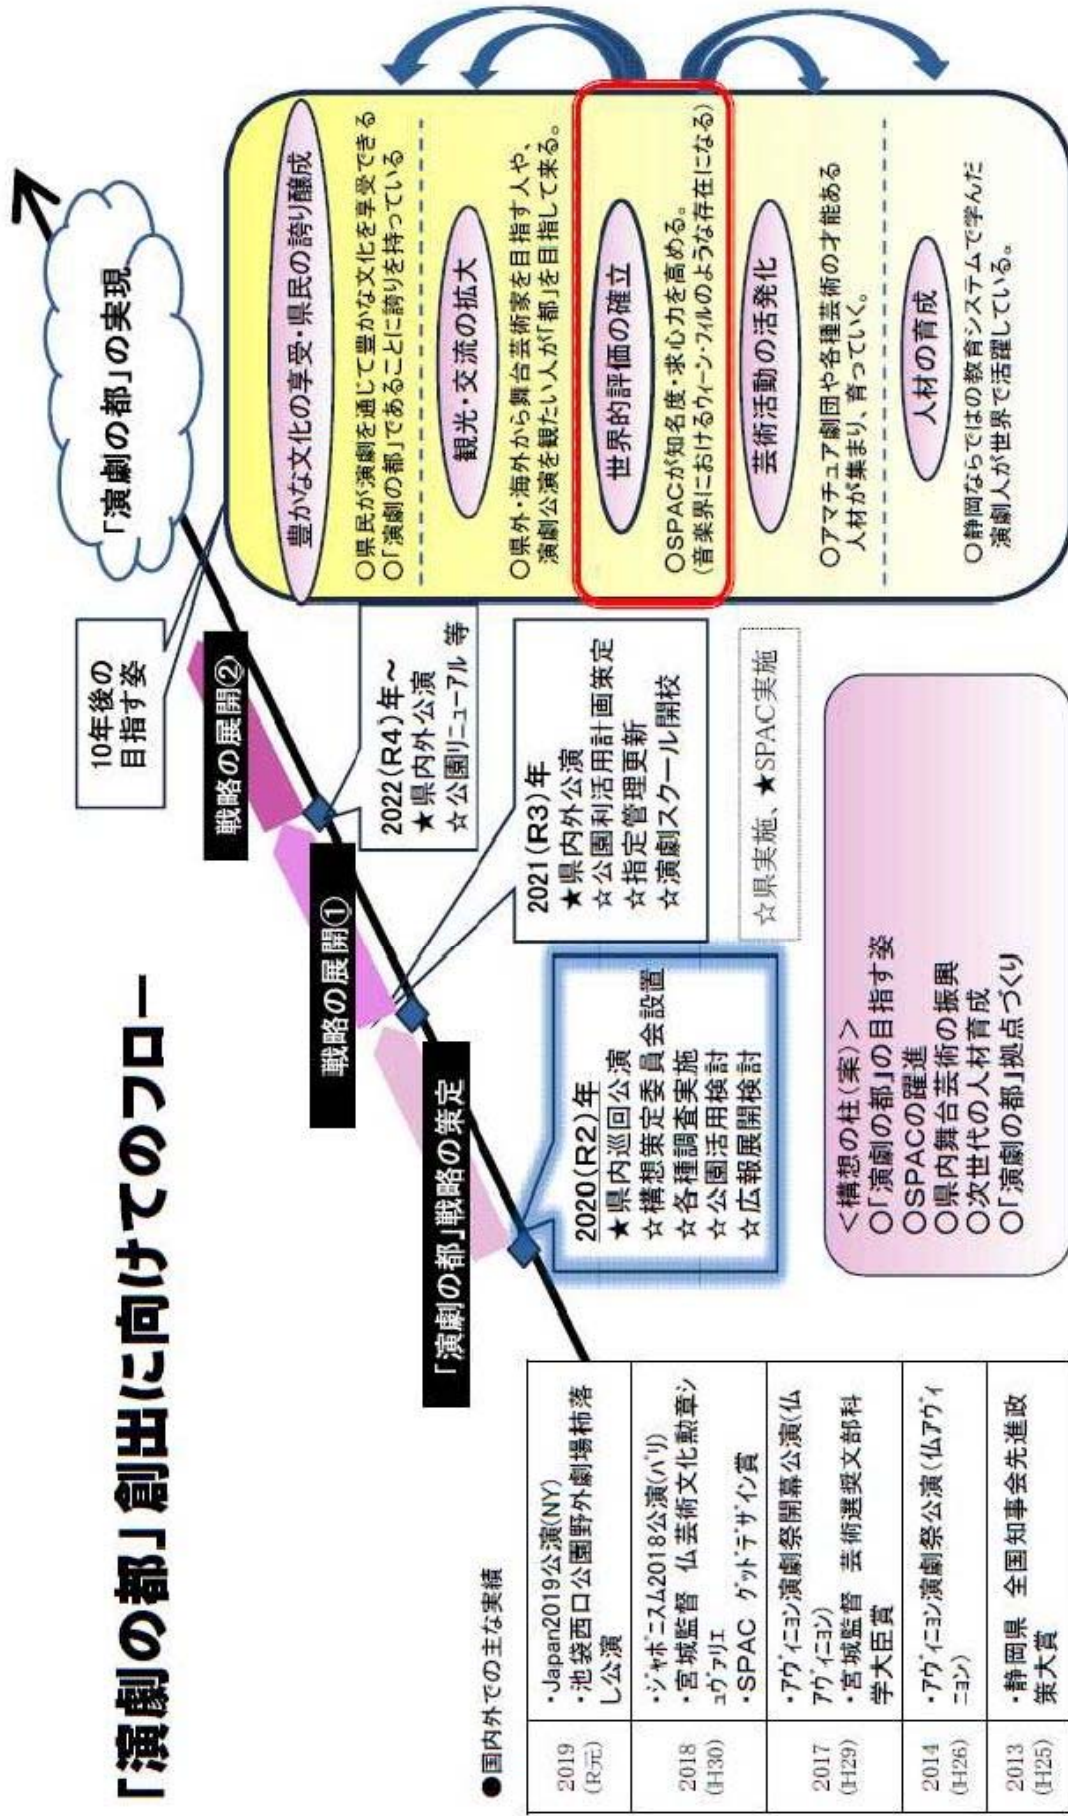 「演劇の都」創出に向けてのフロー
●国内外での主な実績
2019
(R元)
・Japan2019公演(NY)
・池袋西口公園野外劇場柿落
し公演
2018
(H30)
・ジャポニスム2018公演(パリ)
・宮城監督 仏芸術文化勲章シ
ュヴァリエ
・SPAC グッドデザイン賞
2017
(H29)
・アヴィニョン演劇祭開幕公演(仏
アヴィニョン)
・宮城監督 芸術選奨文部科
学大臣賞
2014
(H26)
・アヴィニョン演劇祭公演(仏アヴィ
ニョン)
2013
(H25)
・静岡県 全国知事会先進政
策大賞
「演劇の都」戦略の策定
2020(R2)年
★県内巡回公演
☆構想策定委員会設置
☆各種調査実施
☆公園活用検討
☆広報展開検討
戦略の展開①
2021(R3)年
★県内外公演
☆公園利活用計画策定
☆指定管理更新
☆演劇スクール開校
戦略の展開②
2022(R4)年~
★県内外公演
☆公園リニューアル 等
☆県実施、★SPAC実施
<構想の柱(案)>
○「演劇の都」の目指す姿
○SPACの躍進
○県内舞台芸術の振興
○次世代の人材育成
○「演劇の都」拠点づくり
10年後の
目指す姿
「演劇の都」の実現
豊かな文化の享受・県民の誇り醸成
○県民が演劇を通じて豊かな文化を享受できる
○「演劇の都」であることに誇りを持っている
観光・交流の拡大
○県外・海外から舞台芸術家を目指す人や、
演劇公演を観たい人が「都」を目指して来る。
世界的評価の確立
○SPACが知名度・求心力を高める。
(音楽界におけるウィーン・フィルのような存在になる)
芸術活動の活発化
○アマチュア劇団や各種芸術の才能ある
人材が集まり、育っていく。
人材の育成
○静岡ならではの教育システムで学んだ
演劇人が世界で活躍している。